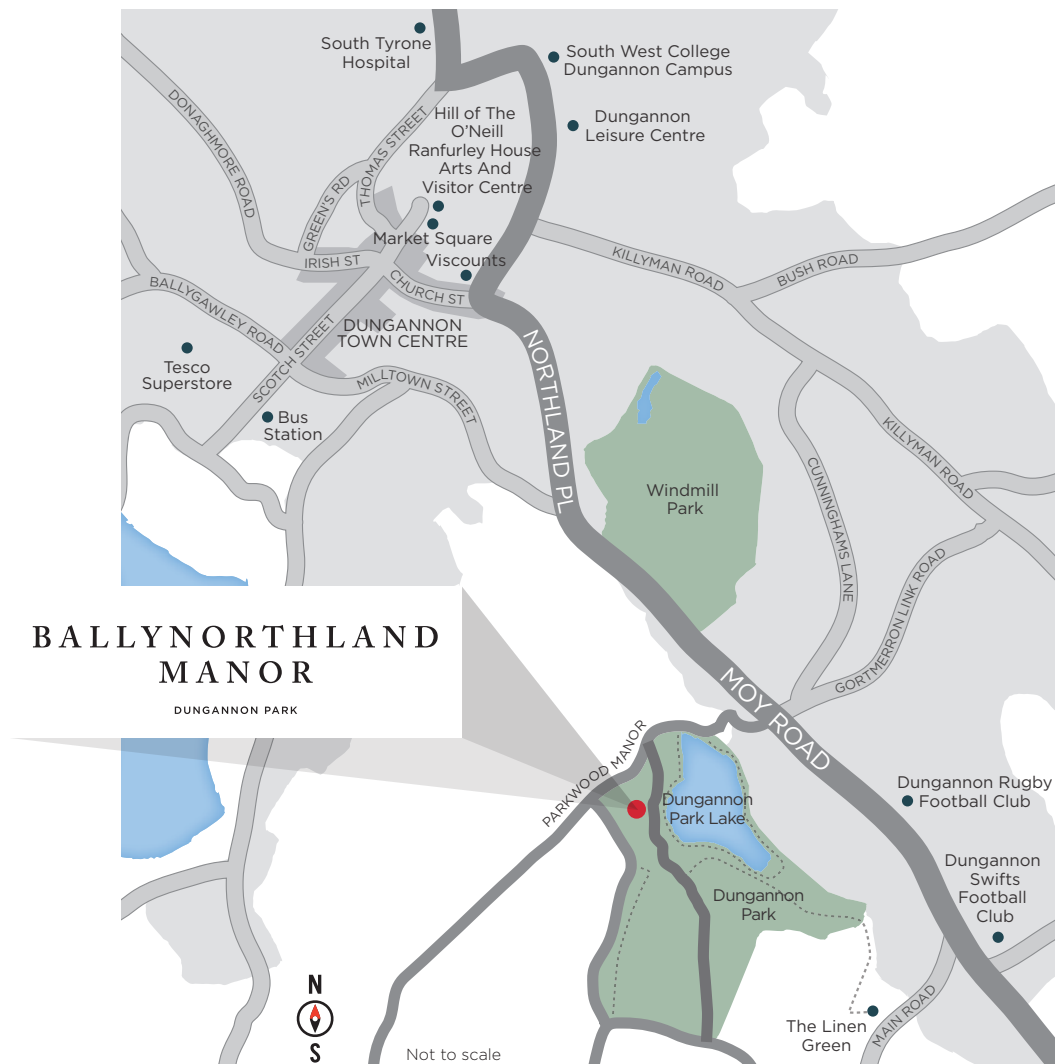 South Tyrone
Hospital
South West College
Dungannon Campus
Dungannon
Leisure Centre
DONAGHMORE ROAD
THOMAS STREET
Hill of The
O'Neill
Ranfurley House
Arts And
Visitor Centre
GREEN'S RD
Market Square
Viscounts
IRISH ST
CHURCH ST
KILLYMAN ROAD
BUSH ROAD
BALLYGAWLEY ROAD
SCOTCH STREET
DUNGANNON
TOWN CENTRE
Tesco
Superstore
MILLTOWN STREET
Bus
Station
NORTHLAND PL
Windmill
Park
KILLYMAN ROAD
CUNNINGHAMS LANE
GORTMERRON LINK ROAD
BALLYNORTHLAND
MANOR
DUNGANNON PARK
MOY ROAD
PARKWOOD MANOR
Dungannon
Park Lake
Dungannon Rugby
Football Club
Dungannon
Swifts
Football
Club
Dungannon
Park
MAIN ROAD
The Linen
Green
N
S
Not to scale